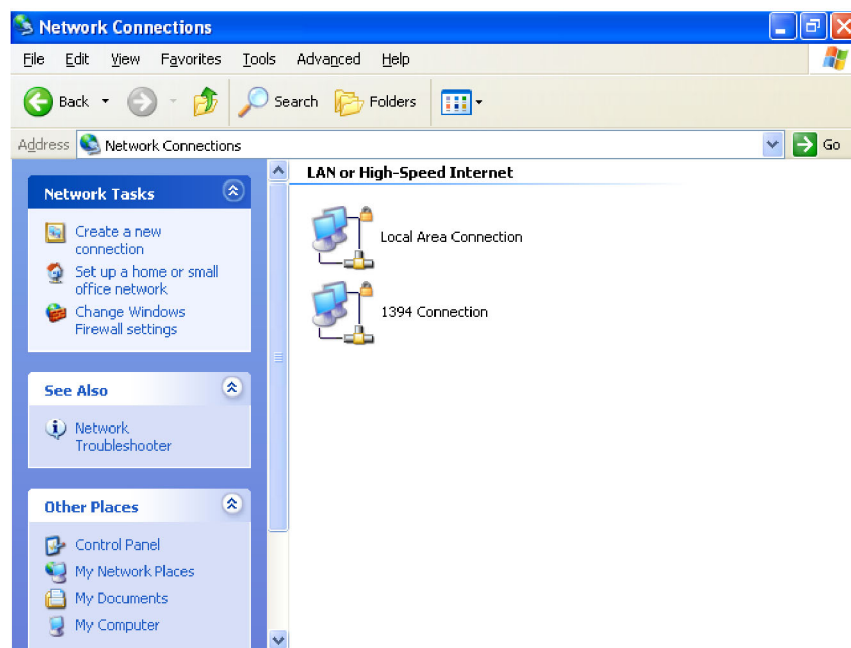 Network Connections
File Edit View Favorites Tools Advanced Help
Back Search Folders
Address Network Connections Go
Network Tasks
Create a new
connection
Set up a home or small
office network
Change Windows
Firewall settings
See Also
Network
Troubleshooter
Other Places
Control Panel
My Network Places
My Documents
My Computer
LAN or High-Speed Internet
Local Area Connection
1394 Connection